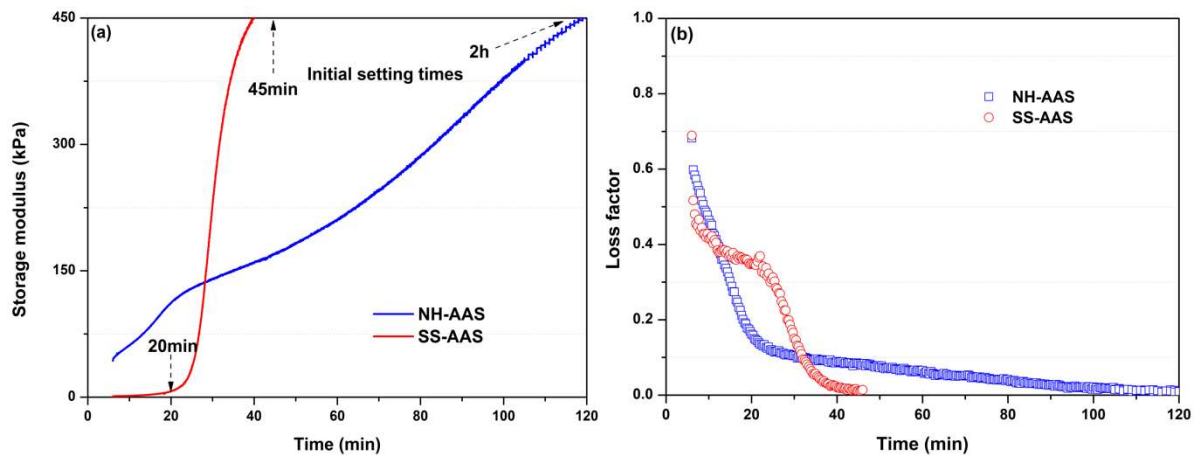 (a)
450
300
150
0
Storage modulus (kPa)
2h
45min
Initial setting times
NH-AAS
SS-AAS
20min
0 20 40 60 80 100 120
Time (min)
(b)
1.0
0.8
0.6
0.4
0.2
0.0
Loss factor
NH-AAS
SS-AAS
0 20 40 60 80 100 120
Time (min)